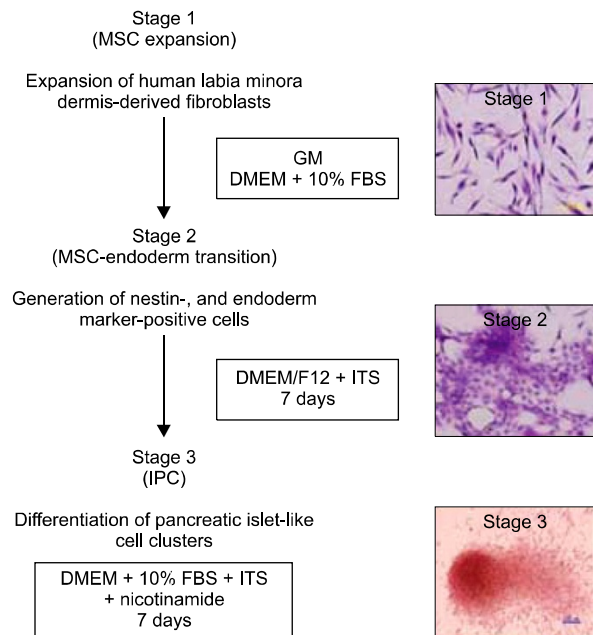 Stage 1
(MSC expansion)
Expansion of human labia minora
dermis-derived fibroblasts
GM
DMEM + 10% FBS
Stage 1
Stage 2
(MSC-endoderm transition)
Generation of nestin-, and endoderm
marker-positive cells
DMEM/F12 + ITS
7 days
Stage 2
Stage 3
(IPC)
Differentiation of pancreatic islet-like
cell clusters
DMEM + 10% FBS + ITS
+ nicotinamide
7 days
Stage 3